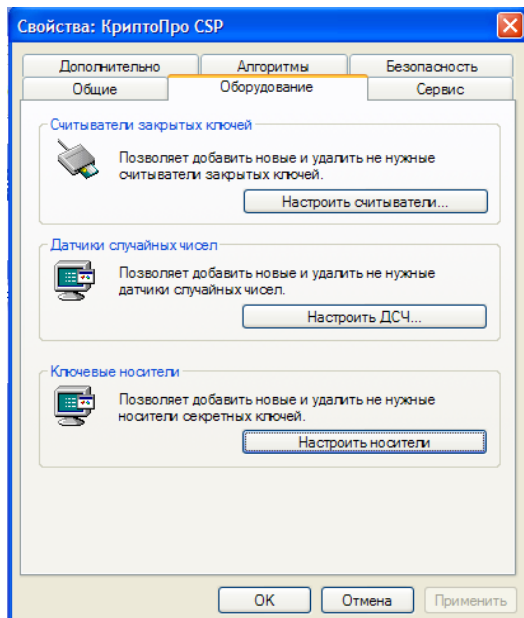 Свойства: КриптоПро CSP
Дополнительно Алгоритмы Безопасность
Общие Оборудование Сервис
Считыватели закрытых ключей
Позволяет добавить новые и удалить не нужные
считыватели закрытых ключей.
Настроить считыватели...
Датчики случайных чисел
Позволяет добавить новые и удалить не нужные
датчики случайных чисел.
Настроить ДСЧ...
Ключевые носители
Позволяет добавить новые и удалить не нужные
носители секретных ключей.
Настроить носители
OK Отмена Применить